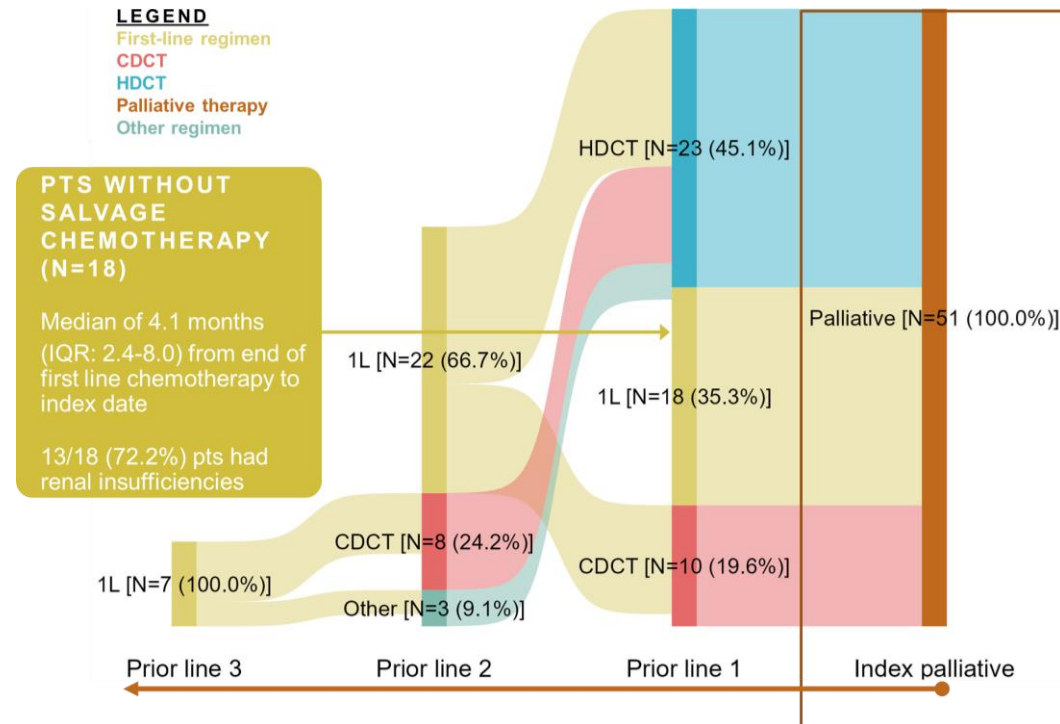 LEGEND
First-line regimen
CDCT
HDCT
Palliative therapy
Other regimen
PTS WITHOUT
SALVAGE
CHEMOTHERAPY
(N=18)
Median of 4.1 months
(IQR: 2.4-8.0) from end of
first line chemotherapy to
index date
13/18 (72.2%) pts had
renal insufficiencies
HDCT [N=23 (45.1%)]
Palliative [N=51 (100.0%)]
1L [N=22 (66.7%)]
1L [N=18 (35.3%)]
CDCT [N=8 (24.2%)]
CDCT [N=10 (19.6%)]
1L [N=7 (100.0%)]
Other [N=3 (9.1%)]
Prior line 3
Prior line 2
Prior line 1
Index palliative